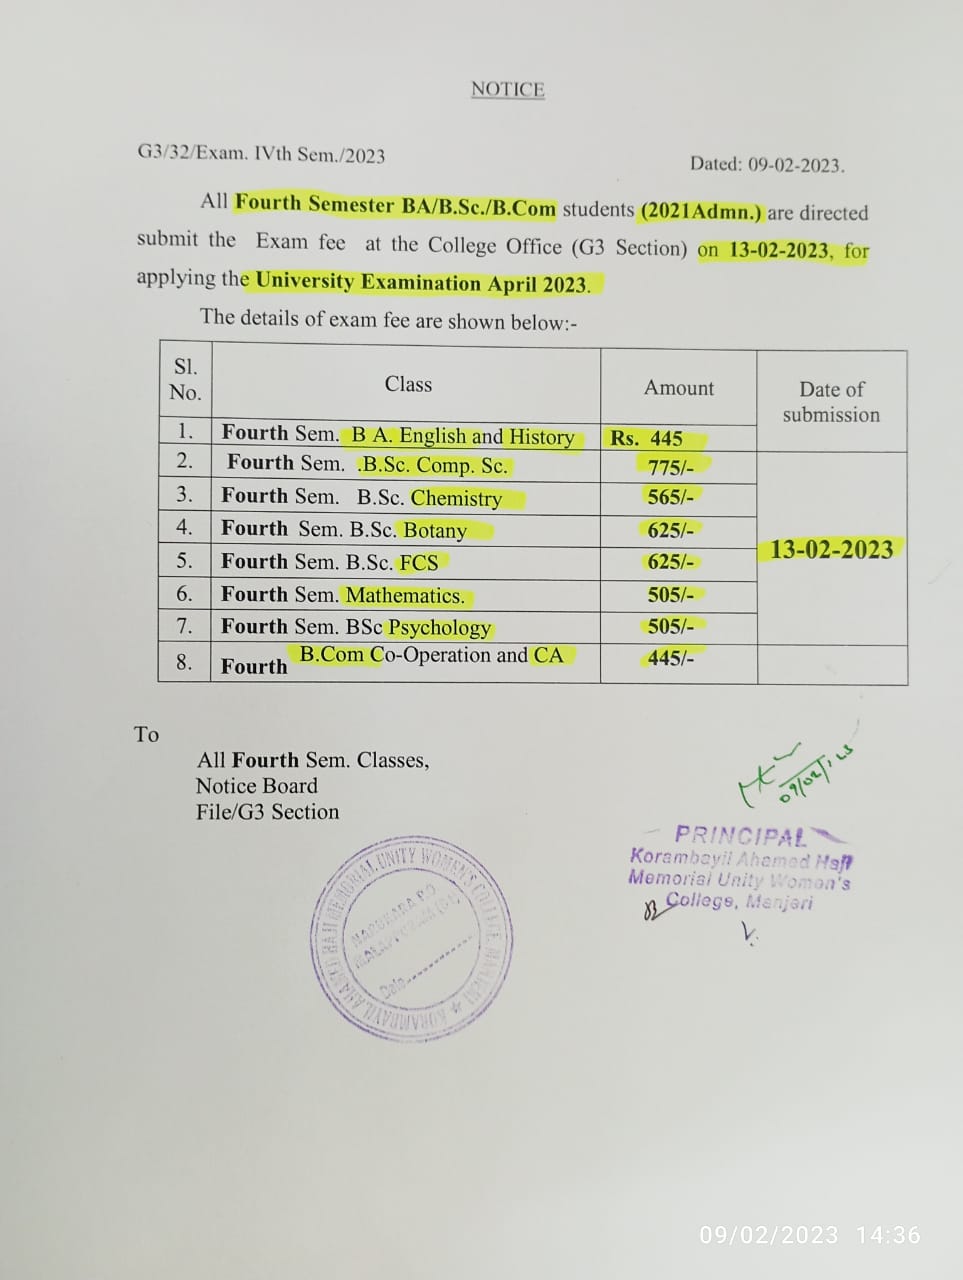 NOTICE
G3/32/Exam. IVth Sem./2023
Dated: 09-02-2023.
All Fourth Semester BA/B.Sc./B.Com students (2021Admn.) are directed
submit the Exam fee at the College Office (G3 Section) on 13-02-2023, for
applying the University Examination April 2023.
The details of exam fee are shown below:-
Sl. No. Class Amount Date of submission
1. Fourth Sem. B A. English and History Rs. 445
2. Fourth Sem. .B.Sc. Comp. Sc. 775/-
3. Fourth Sem. B.Sc. Chemistry 565/-
4. Fourth Sem. B.Sc. Botany 625/-
13-02-2023
5. Fourth Sem. B.Sc. FCS 625/-
6. Fourth Sem. Mathematics. 505/-
7. Fourth Sem. BSc Psychology 505/-
8. Fourth B.Com Co-Operation and CA 445/-
To
All Fourth Sem. Classes,
Notice Board
File/G3 Section
09/02/23
PRINCIPAL
Korambayil Ahamed Haji
Memorial Unity Women's
College, Manjeri
KORAMBAYIL AHAMED HAJI MEMORIAL UNITY WOMEN'S COLLEGE MANJERI
Date
09/02/2023 14:36